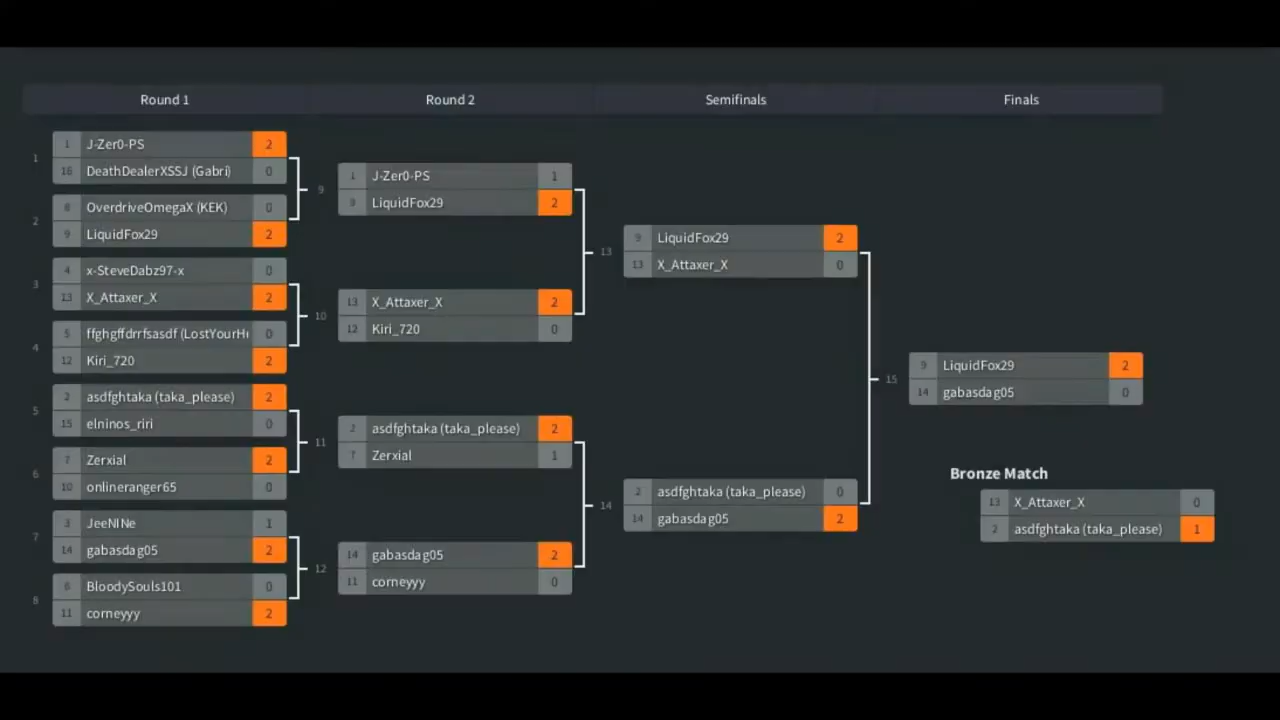 Round 1
Round 2
Semifinals
Finals
1
1 J-Zer0-PS 2
16 DeathDealerXSSJ (Gabri) 0
2
8 OverdriveOmegaX (KEK) 0
9 LiquidFox29 2
3
4 x-SteveDabz97-x 0
13 X_Attaxer_X 2
4
5 ffghgffdrrfsasdf (LostYourH 0
12 Kiri_720 2
5
2 asdfghtaka (taka_please) 2
15 elninos_riri 0
6
7 Zerxial 2
10 onlineranger65 0
7
3 JeeNINe 1
14 gabasdag05 2
8
6 BloodySouls101 0
11 corneyyy 2
9
1 J-Zer0-PS 1
9 LiquidFox29 2
10
13 X_Attaxer_X 2
12 Kiri_720 0
11
2 asdfghtaka (taka_please) 2
7 Zerxial 1
12
14 gabasdag05 2
11 corneyyy 0
13
9 LiquidFox29 2
13 X_Attaxer_X 0
14
2 asdfghtaka (taka_please) 0
14 gabasdag05 2
15
9 LiquidFox29 2
14 gabasdag05 0
Bronze Match
13 X_Attaxer_X 0
2 asdfghtaka (taka_please) 1